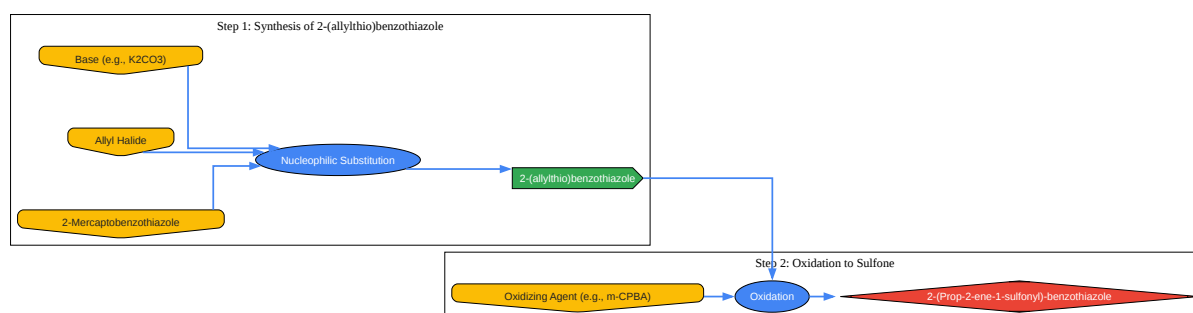 Step 1: Synthesis of 2-(allylthio)benzothiazole
Base (e.g., K2CO3)
Allyl Halide
Nucleophilic Substitution
2-(allylthio)benzothiazole
2-Mercaptobenzothiazole
Step 2: Oxidation to Sulfone
Oxidizing Agent (e.g., m-CPBA)
Oxidation
2-(Prop-2-ene-1-sulfonyl)-benzothiazole